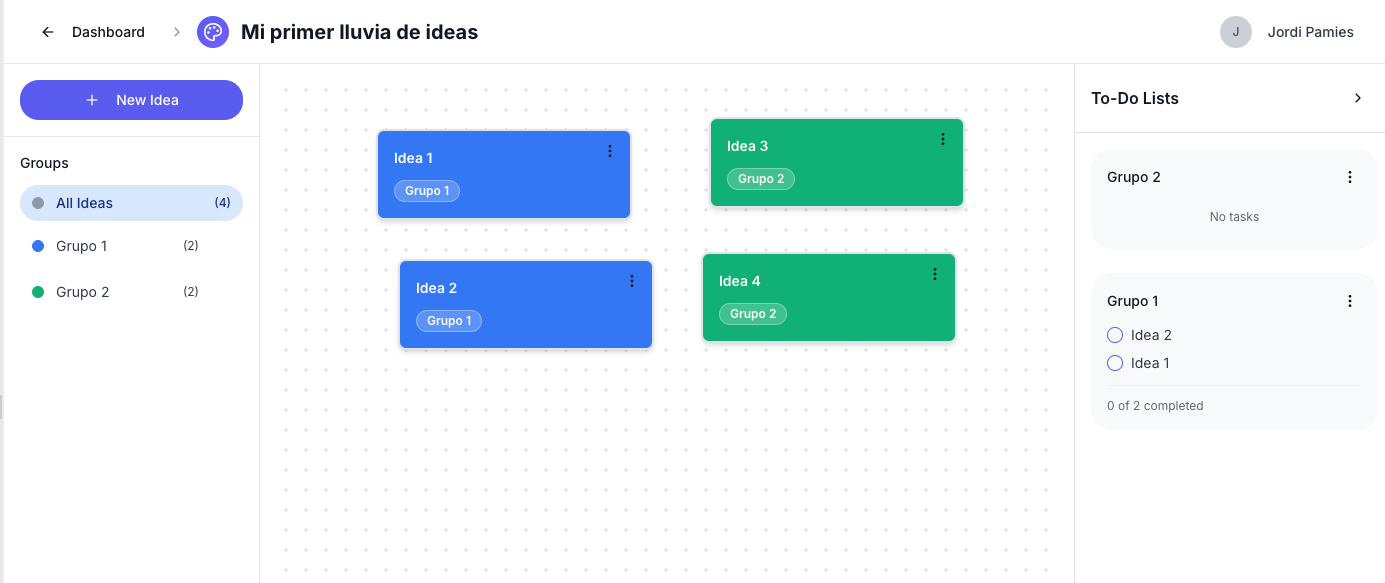 Dashboard
Mi primer lluvia de ideas
J
Jordi Pamies
New Idea
Groups
All Ideas (4)
Grupo 1 (2)
Grupo 2 (2)
Idea 1
Grupo 1
Idea 3
Grupo 2
Idea 2
Grupo 1
Idea 4
Grupo 2
To-Do Lists
Grupo 2
No tasks
Grupo 1
Idea 2
Idea 1
0 of 2 completed